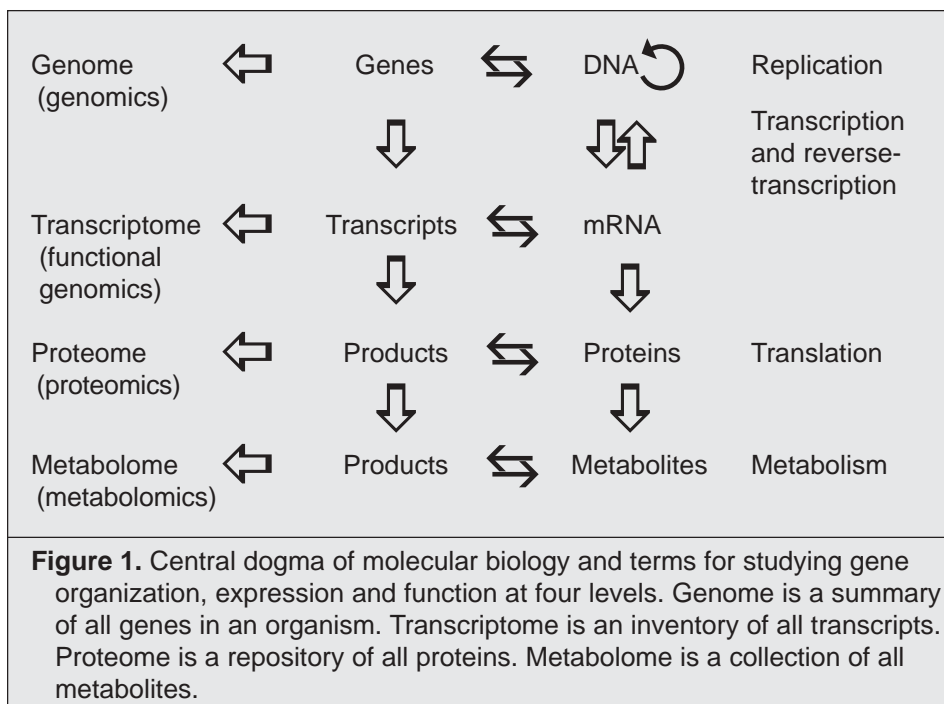 Genome Genes DNA Replication
(genomics)
Transcription
and reverse-
transcription
Transcriptome Transcripts mRNA
(functional
genomics)
Proteome Products Proteins Translation
(proteomics)
Metabolome Products Metabolites Metabolism
(metabolomics)
Figure 1. Central dogma of molecular biology and terms for studying gene
organization, expression and function at four levels. Genome is a summary
of all genes in an organism. Transcriptome is an inventory of all transcripts.
Proteome is a repository of all proteins. Metabolome is a collection of all
metabolites.